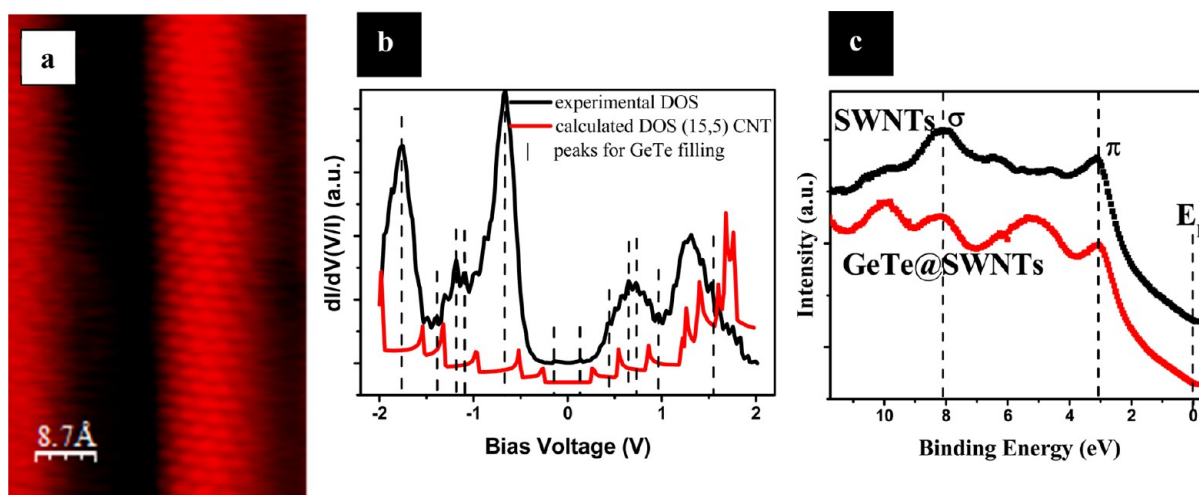 a
8.7Å
b
experimental DOS
calculated DOS (15,5) CNT
| peaks for GeTe filling
dI/dV(V/I) (a.u.)
-2 -1 0 1 2
Bias Voltage (V)
c
SWNTs σ
π
E
GeTe@SWNTs
Intensity (a.u.)
10 8 6 4 2 0
Binding Energy (eV)